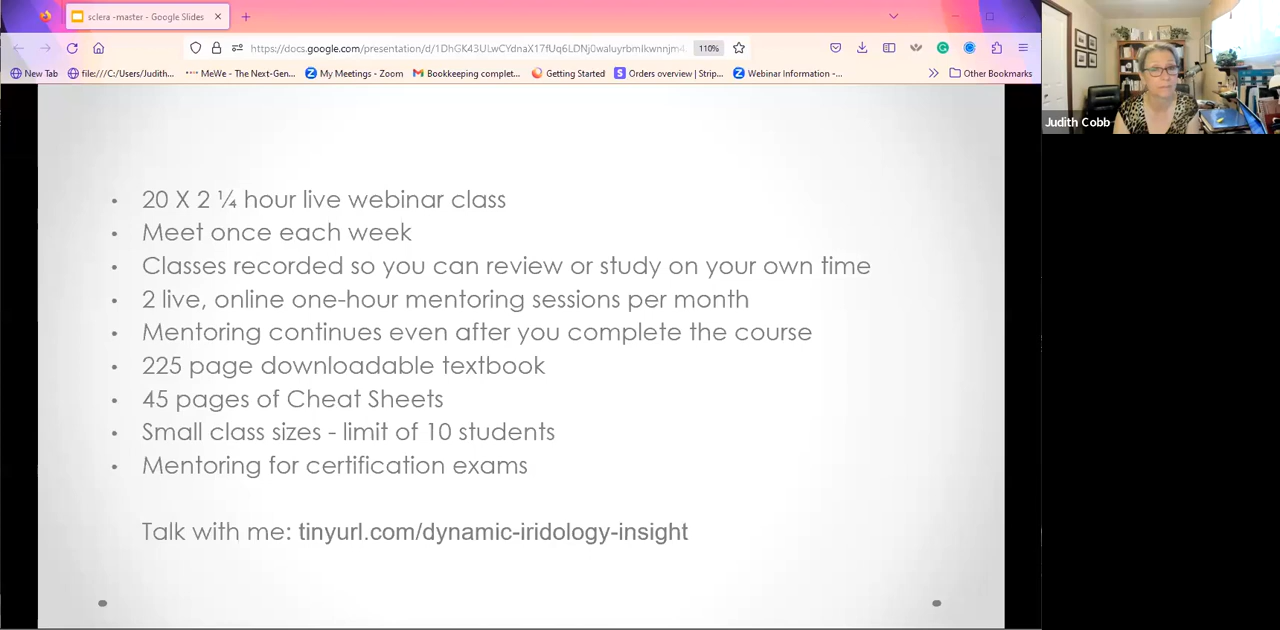 sclera -master - Google Slides
https://docs.google.com/presentation/d/
110%
New Tab
file:///C:/Users/Judith...
MeWe - The Next-Gen...
My Meetings - Zoom
Bookkeeping complet...
Getting Started
Orders overview | Strip...
Webinar Information -...
Other Bookmarks
Judith Cobb
• 20 X 2 ¼ hour live webinar class
• Meet once each week
• Classes recorded so you can review or study on your own time
• 2 live, online one-hour mentoring sessions per month
• Mentoring continues even after you complete the course
• 225 page downloadable textbook
• 45 pages of Cheat Sheets
• Small class sizes - limit of 10 students
• Mentoring for certification exams
Talk with me: tinyurl.com/dynamic-iridology-insight